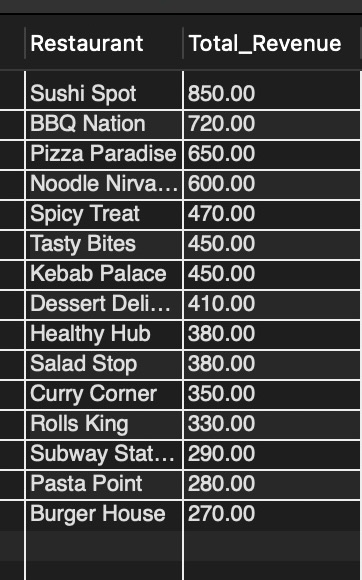 Restaurant Total_Revenue
Sushi Spot 850.00
BBQ Nation 720.00
Pizza Paradise 650.00
Noodle Nirva... 600.00
Spicy Treat 470.00
Tasty Bites 450.00
Kebab Palace 450.00
Dessert Deli... 410.00
Healthy Hub 380.00
Salad Stop 380.00
Curry Corner 350.00
Rolls King 330.00
Subway Stat... 290.00
Pasta Point 280.00
Burger House 270.00